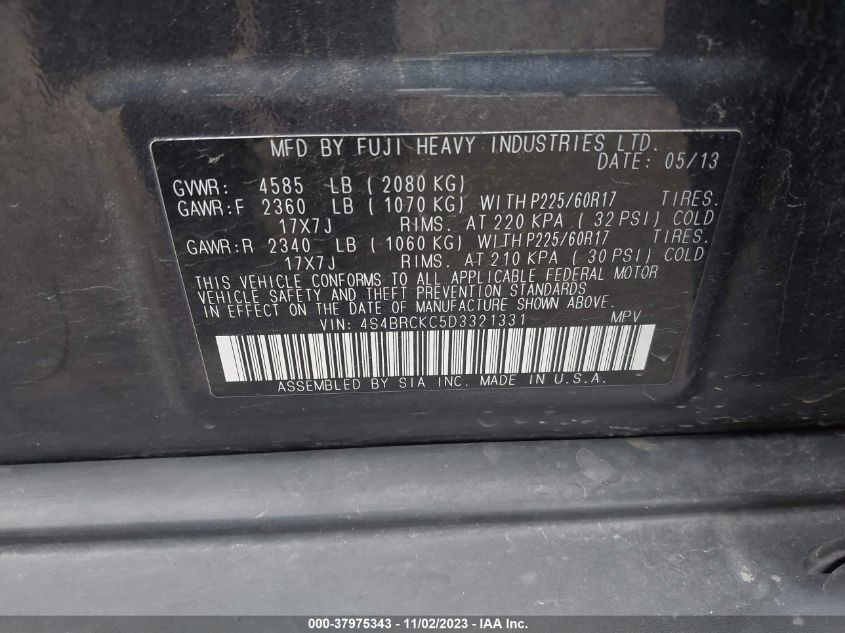 MFD BY FUJI HEAVY INDUSTRIES LTD.
DATE: 05/13
GVWR: 4585 LB ( 2080 KG)
GAWR:F 2360 LB ( 1070 KG) WITH P225/60R17 TIRES.
17X7J RIMS. AT 220 KPA ( 32 PSI) COLD
GAWR:R 2340 LB ( 1060 KG) WITH P225/60R17 TIRES.
17X7J RIMS. AT 210 KPA ( 30 PSI) COLD
THIS VEHICLE CONFORMS TO ALL APPLICABLE FEDERAL MOTOR
VEHICLE SAFETY AND THEFT PREVENTION STANDARDS
IN EFFECT ON THE DATE OF MANUFACTURE SHOWN ABOVE.
VIN: 4S4BRCKC5D3321331 MPV
ASSEMBLED BY SIA INC. MADE IN U.S.A.
000-37975343 - 11/02/2023 - IAA Inc.